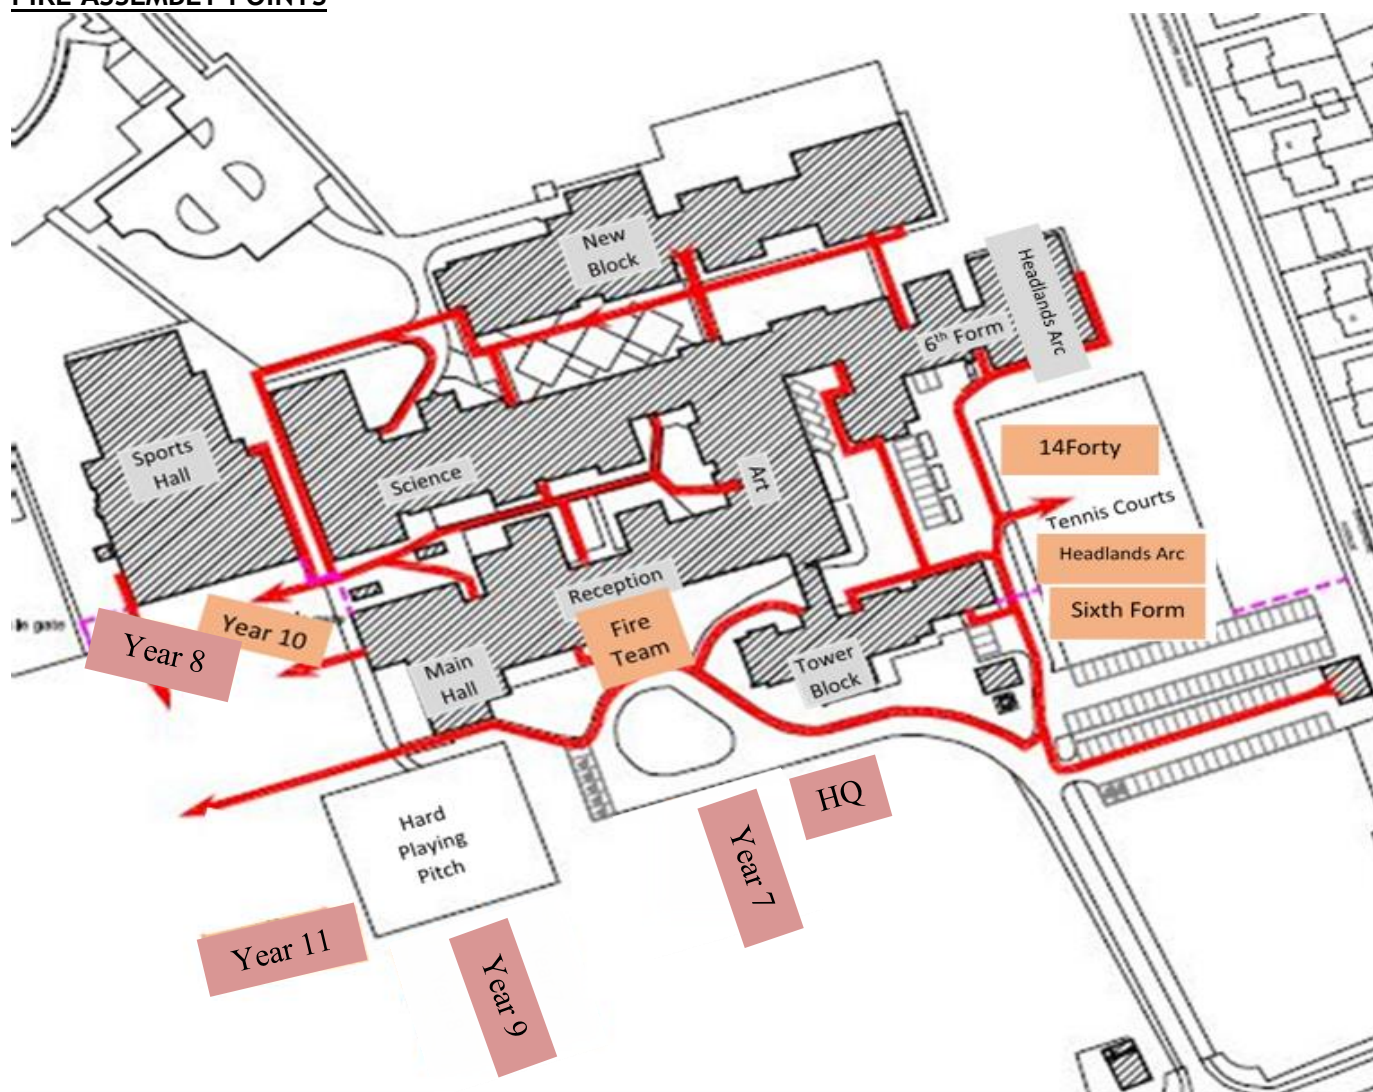 FIRE ASSEMBLY POINTS
New
Block
Headlands Arc
6th Form
14Forty
Sports
Hall
Science
Art
Tennis Courts
Headlands Arc
Reception
Sixth Form
gate
Year 10
Fire
Team
Year 8
Main
Hall
Tower
Block
HQ
Hard
Playing
Pitch
Year 7
Year 11
Year 9